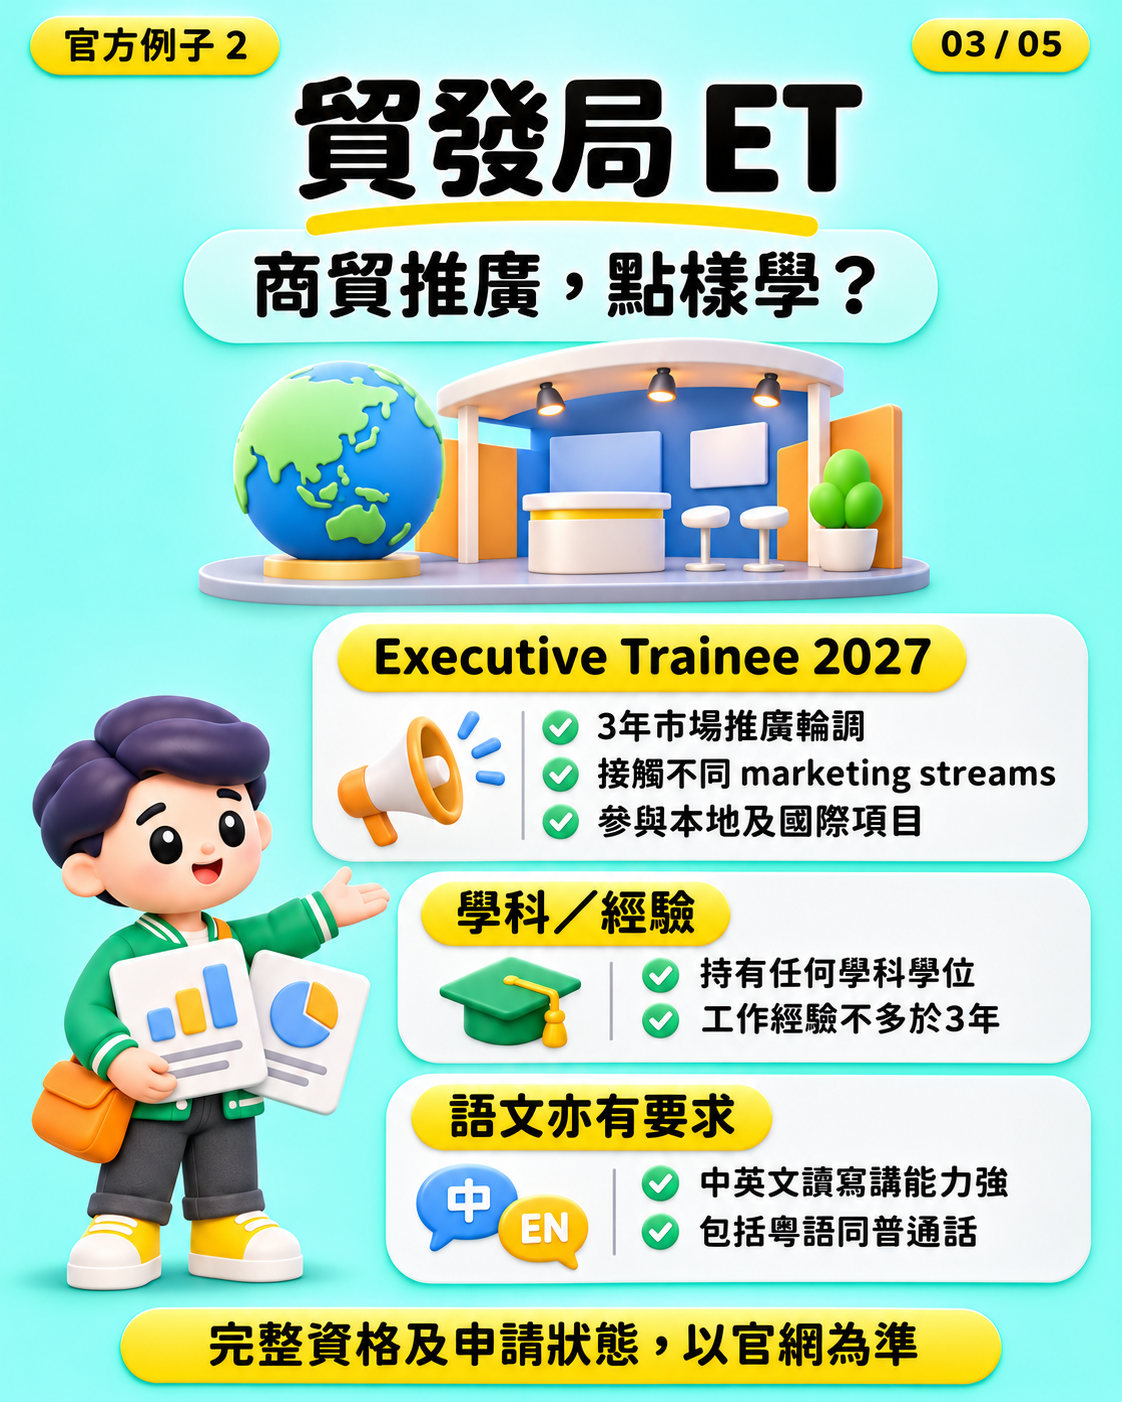 官方例子 2
03 / 05
貿發局 ET
商貿推廣，點樣學？
Executive Trainee 2027
3年市場推廣輪調
接觸不同 marketing streams
參與本地及國際項目
學科／經驗
持有任何學科學位
工作經驗不多於3年
語文亦有要求
中
EN
中英文讀寫講能力強
包括粵語同普通話
完整資格及申請狀態，以官網為準